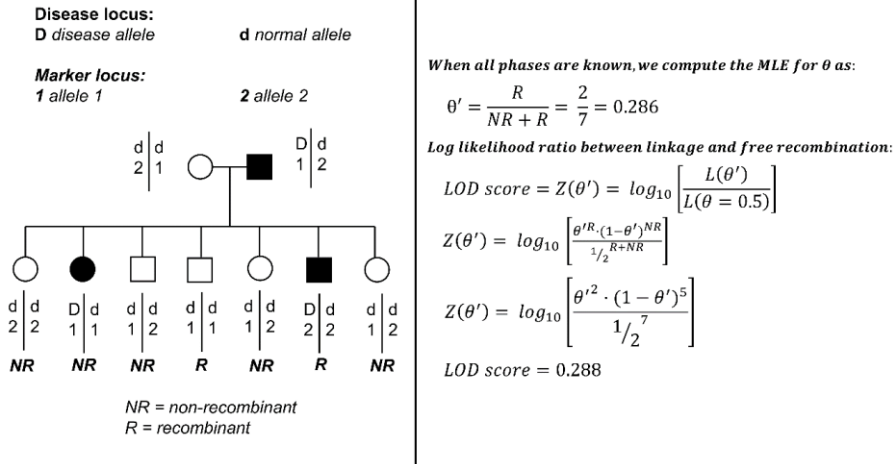 Disease locus:
D disease allele d normal allele
Marker locus:
1 allele 1 2 allele 2
d d D d
2 1 1 2
d d D d d d d d d d D d d d
2 2 1 1 1 2 1 1 1 2 2 2 1 2
NR NR NR R NR R NR
NR = non-recombinant
R = recombinant
When all phases are known, we compute the MLE for θ as:
θ′ = R / (NR + R) = 2/7 = 0.286
Log likelihood ratio between linkage and free recombination:
LOD score = Z(θ′) = log₁₀ [L(θ′) / L(θ = 0.5)]
Z(θ′) = log₁₀ [θ′ᴿ·(1−θ′)ᴺᴿ / 1/2ᴿ⁺ᴺᴿ]
Z(θ′) = log₁₀ [θ′² · (1 − θ′)⁵ / 1/2⁷]
LOD score = 0.288